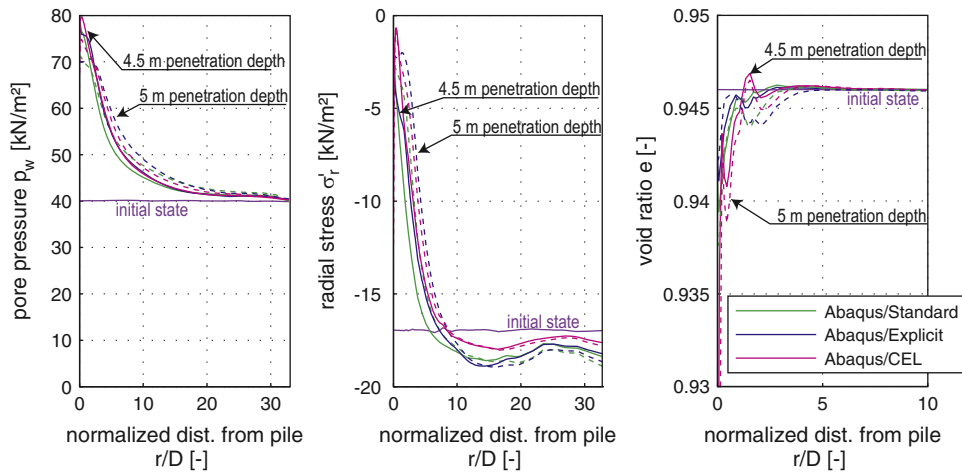 pore pressure p_w [kN/m²]
80
70
60
50
40
30
20
10
0
4.5 m penetration depth
5 m penetration depth
initial state
0
10
20
30
normalized dist. from pile
r/D [-]
radial stress σ'_r [kN/m²]
0
-5
-10
-15
-20
4.5 m penetration depth
5 m penetration depth
initial state
0
10
20
30
normalized dist. from pile
r/D [-]
void ratio e [-]
0.95
0.945
0.94
0.935
0.93
4.5 m penetration depth
initial state
5 m penetration depth
Abaqus/Standard
Abaqus/Explicit
Abaqus/CEL
0
5
10
normalized dist. from pile
r/D [-]